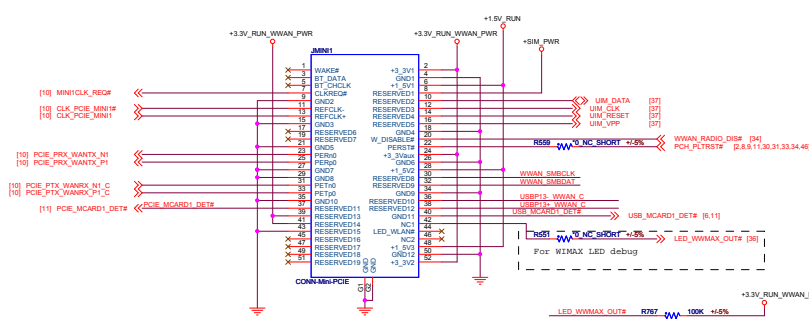 +1.5V_RUN
+3.3V_RUN_WWAN_PWR
+3.3V_RUN_WWAN_PWR
+SIM_PWR
JMINI1
1 WAKE# +3_3V1 2
3 BT_DATA GND1 4
5 BT_CHCLK +1_5V1 6
[10] MINI1CLK_REQ# 7 CLKREQ# RESERVED1 8
9 GND2 RESERVED2 10 UIM_DATA [37]
[10] CLK_PCIE_MINI1# 11 REFCLK- RESERVED3 12 UIM_CLK [37]
[10] CLK_PCIE_MINI1 13 REFCLK+ RESERVED4 14 UIM_RESET [37]
15 GND3 RESERVED5 16 UIM_VPP [37]
17 RESERVED6 GND4 18
19 RESERVED7 W_DISABLE# 20 WWAN_RADIO_DIS# [34]
21 GND5 PERST# 22 R559 *0_NC_SHORT +/-5% PCH_PLTRST# [2,8,9,11,30,31,33,34,46]
[10] PCIE_PRX_WANTX_N1 23 PERn0 +3_3Vaux 24
[10] PCIE_PRX_WANTX_P1 25 PERp0 GND6 26
27 GND7 +1_5V2 28
29 GND8 RESERVED8 30 WWAN_SMBCLK
[10] PCIE_PTX_WANRX_N1_C 31 PETn0 RESERVED9 32 WWAN_SMBDAT
[10] PCIE_PTX_WANRX_P1_C 33 PETp0 GND9 34
35 GND10 RESERVED10 36 USBP13-_WWAN_C
[11] PCIE_MCARD1_DET# PCIE_MCARD1_DET# 37 RESERVED11 RESERVED12 38 USBP13+_WWAN_C
39 RESERVED13 GND11 40 USB_MCARD1_DET# USB_MCARD1_DET# [6,11]
41 RESERVED14 NC1 42
43 RESERVED15 LED_WLAN# 44
45 RESERVED16 NC2 46 R551 *0_NC_SHORT +/-5% LED_WWMAX_OUT# [36]
47 RESERVED17 +1_5V3 48
49 RESERVED18 GND12 50
51 RESERVED19 +3_3V2 52
For WIMAX LED debug
GND GND
G1 G2
CONN-Mini-PCIE
+3.3V_RUN_WWAN_
LED_WWMAX_OUT# R767 100K +/-5%